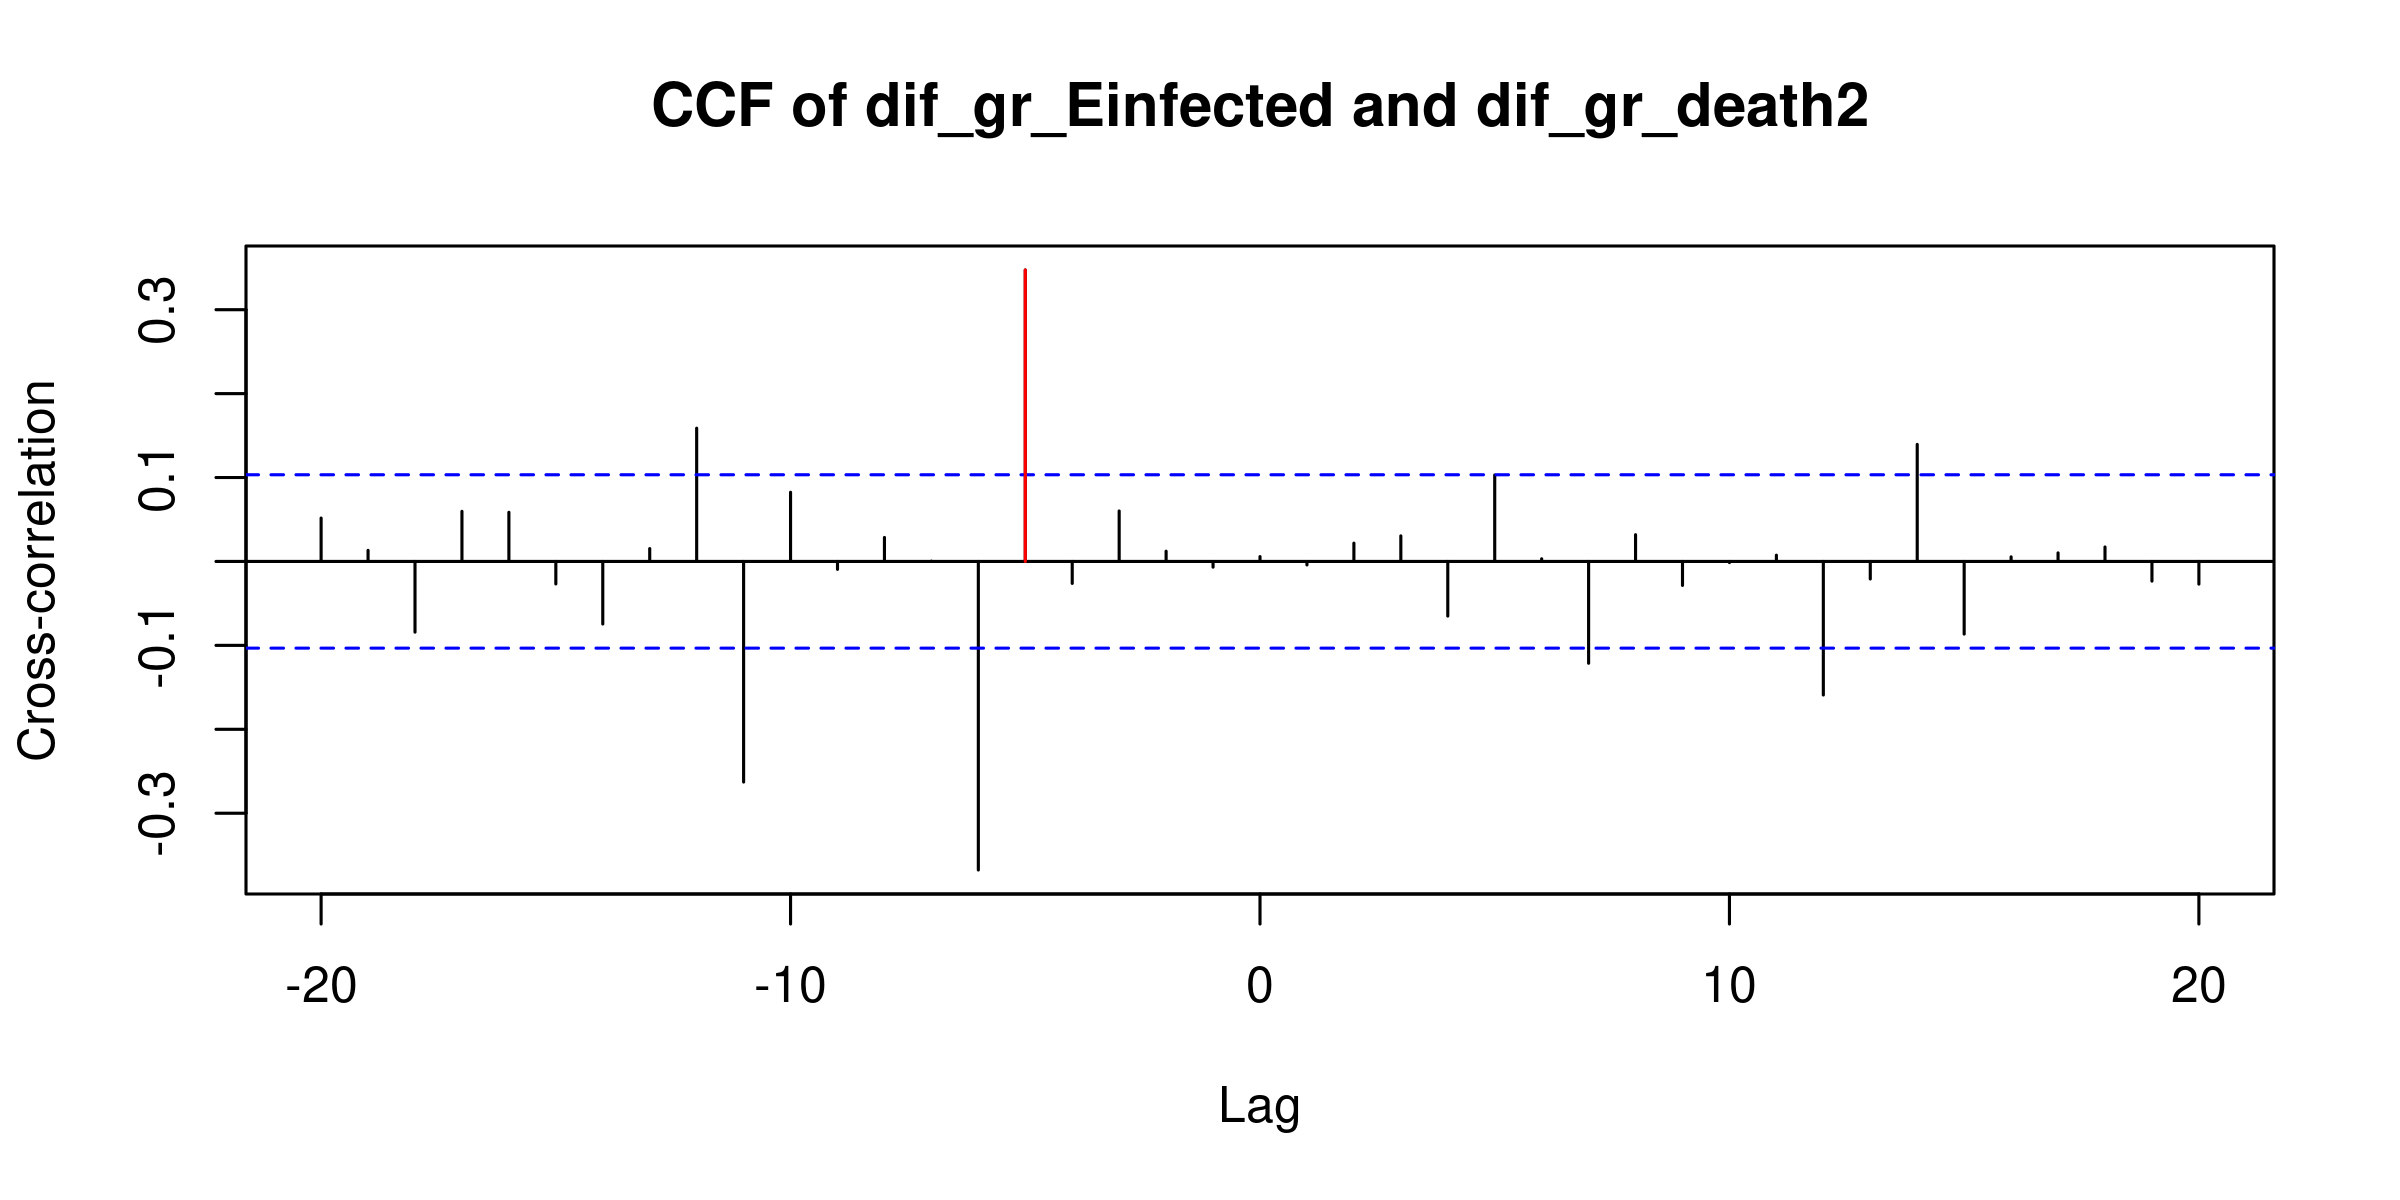 CCF of dif_gr_Einfected and dif_gr_death2
Cross-correlation
0.3
0.1
-0.1
-0.3
-20 -10 0 10 20
Lag